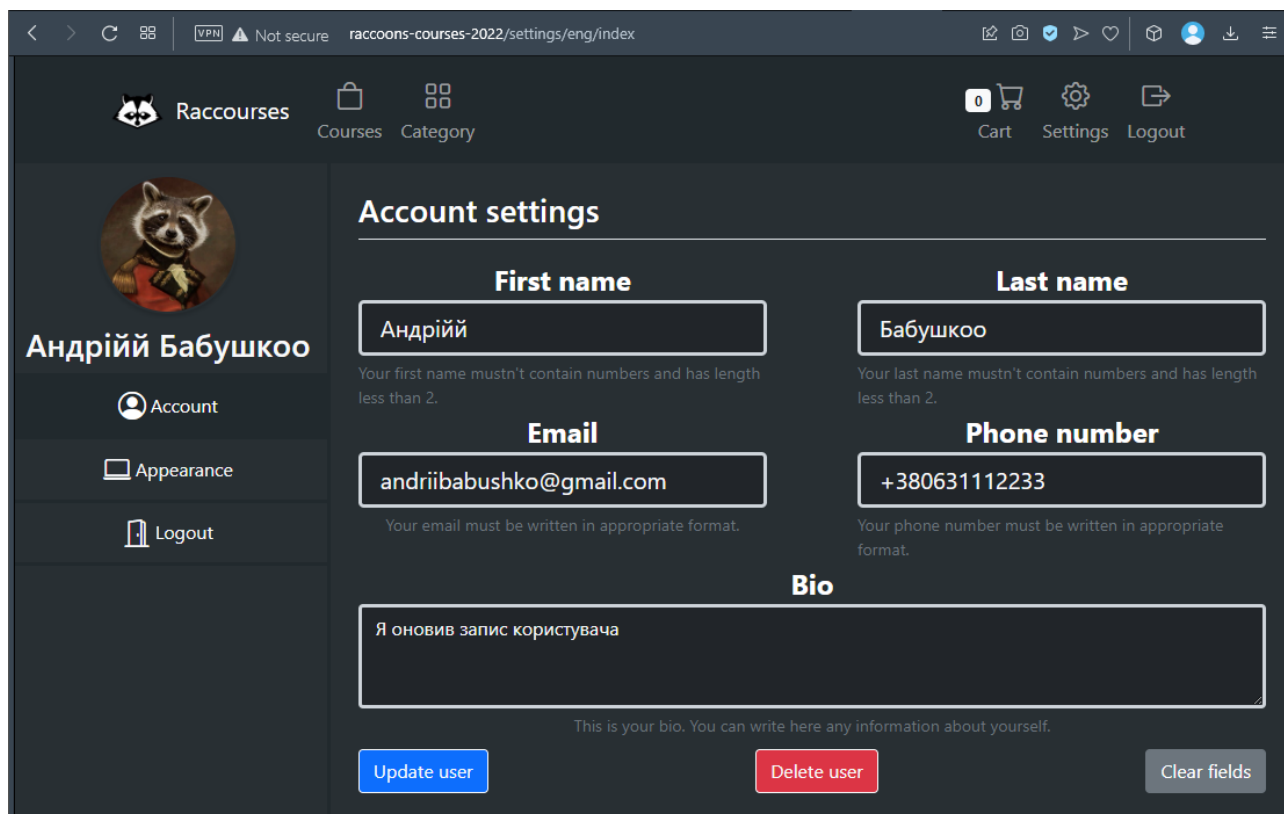 VPN Not secure raccoons-courses-2022/settings/eng/index
Raccourses
Courses
Category
0
Cart
Settings
Logout
Андрійй Бабушкоо
Account
Appearance
Logout
Account settings
First name
Андрійй
Your first name mustn't contain numbers and has length
less than 2.
Last name
Бабушкоо
Your last name mustn't contain numbers and has length
less than 2.
Email
andriibabushko@gmail.com
Your email must be written in appropriate format.
Phone number
+380631112233
Your phone number must be written in appropriate
format.
Bio
Я оновив запис користувача
This is your bio. You can write here any information about yourself.
Update user
Delete user
Clear fields